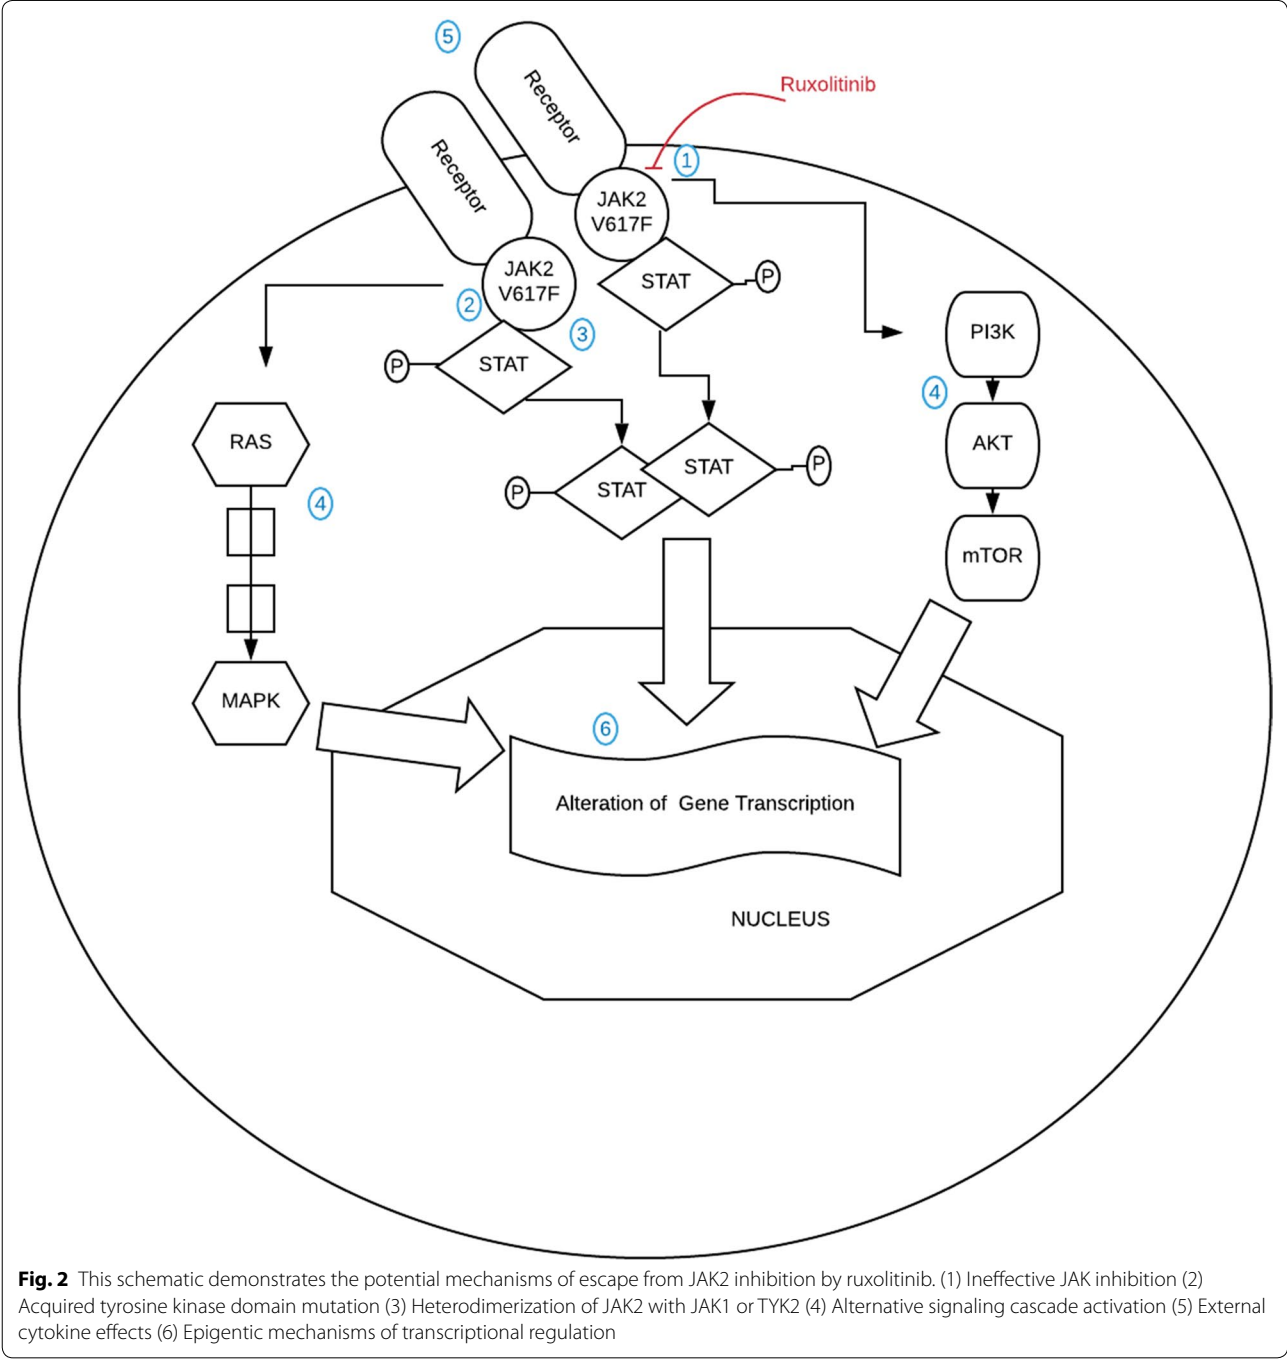 5
Receptor
Ruxolitinib
Receptor
1
JAK2
V617F
JAK2
V617F
STAT
P
2
3
PI3K
P
STAT
4
RAS
AKT
STAT
P
P
STAT
4
mTOR
MAPK
6
Alteration of Gene Transcription
NUCLEUS
Fig. 2 This schematic demonstrates the potential mechanisms of escape from JAK2 inhibition by ruxolitinib. (1) Ineffective JAK inhibition (2)
Acquired tyrosine kinase domain mutation (3) Heterodimerization of JAK2 with JAK1 or TYK2 (4) Alternative signaling cascade activation (5) External
cytokine effects (6) Epigentic mechanisms of transcriptional regulation